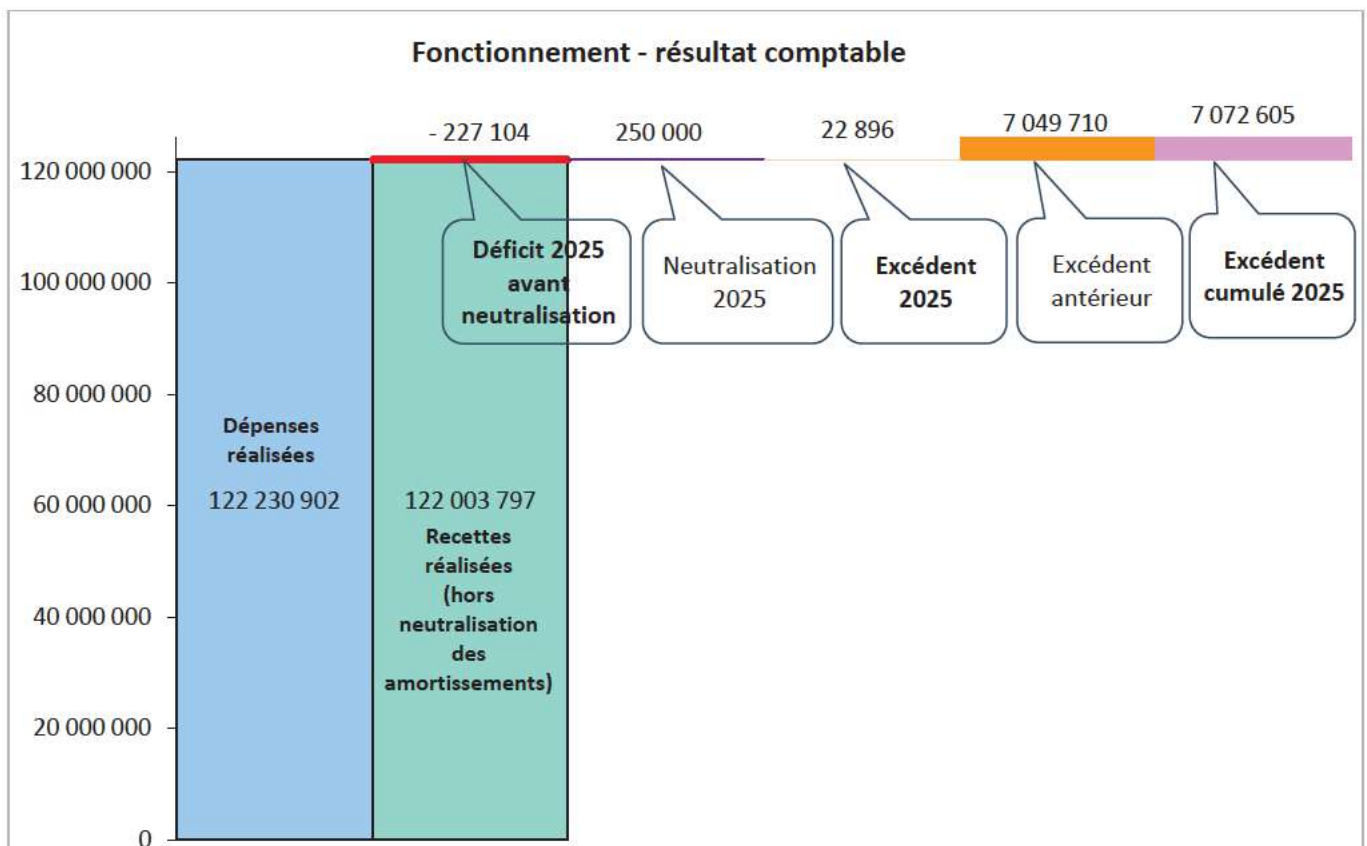 Fonctionnement - résultat comptable
- 227 104
250 000
22 896
7 049 710
7 072 605
120 000 000
100 000 000
80 000 000
60 000 000
40 000 000
20 000 000
0
Déficit 2025
avant
neutralisation
Neutralisation
2025
Excédent
2025
Excédent
antérieur
Excédent
cumulé 2025
Dépenses
réalisées
122 230 902
122 003 797
Recettes
réalisées
(hors
neutralisation
des
amortissements)